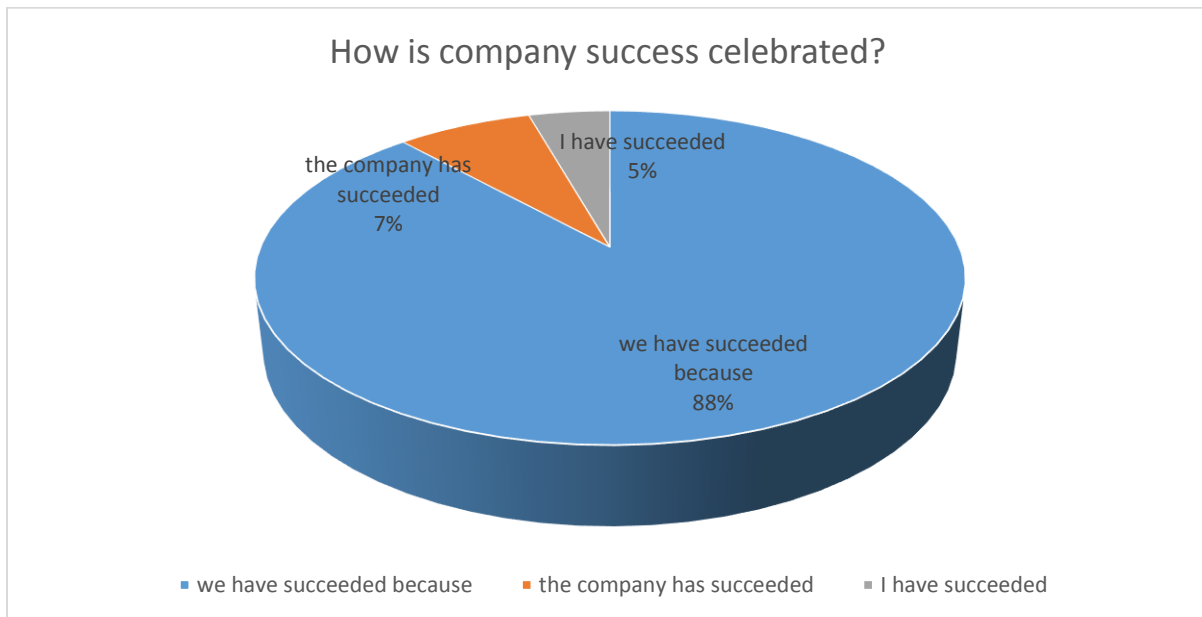 How is company success celebrated?
I have succeeded
5%
the company has
succeeded
7%
we have succeeded
because
88%
we have succeeded because
the company has succeeded
I have succeeded